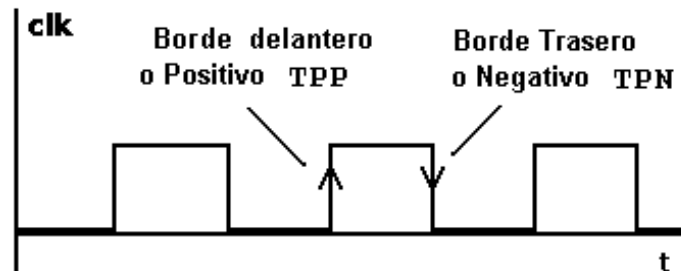 clk
Borde delantero
o Positivo TPP
Borde Trasero
o Negativo TPN
t